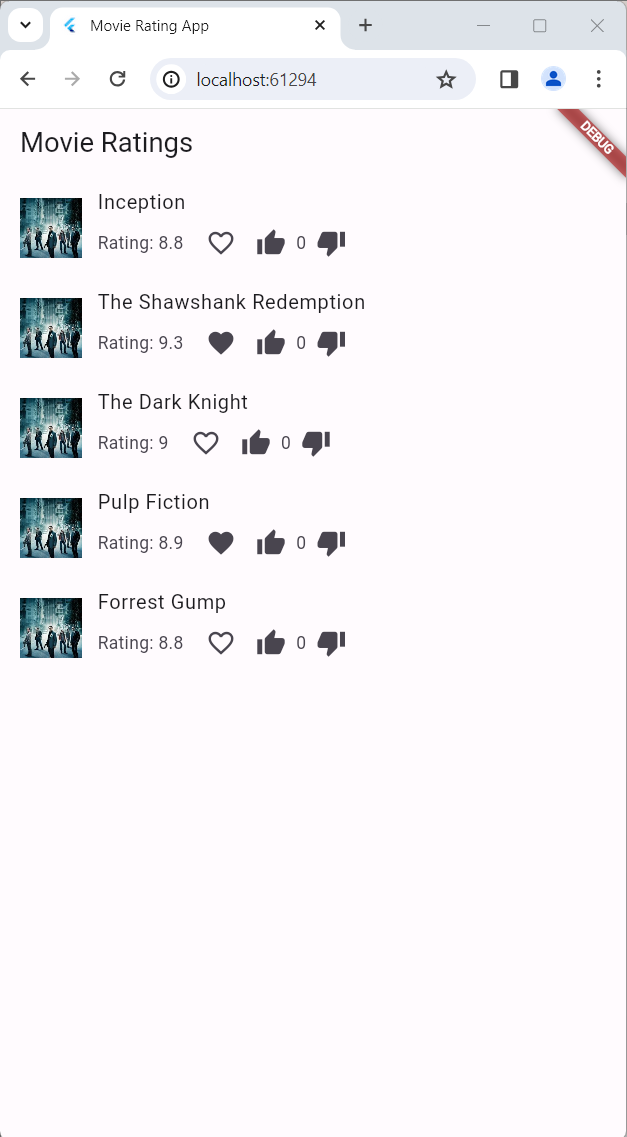 Movie Rating App
localhost:61294
DEBUG
Movie Ratings
Inception
Rating: 8.8 0
The Shawshank Redemption
Rating: 9.3 0
The Dark Knight
Rating: 9 0
Pulp Fiction
Rating: 8.9 0
Forrest Gump
Rating: 8.8 0